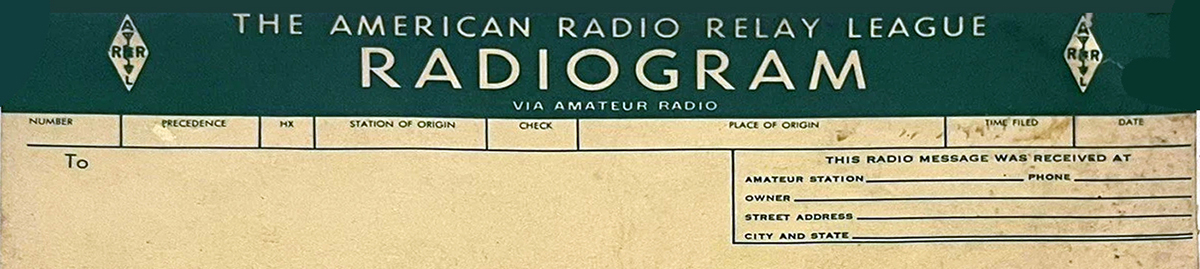 THE AMERICAN RADIO RELAY LEAGUE
A
RRR
L
RADIOGRAM
A
RRR
L
VIA AMATEUR RADIO
NUMBER PRECEDENCE HX STATION OF ORIGIN CHECK PLACE OF ORIGIN TIME FILED DATE
To
THIS RADIO MESSAGE WAS RECEIVED AT
AMATEUR STATION PHONE
OWNER
STREET ADDRESS
CITY AND STATE